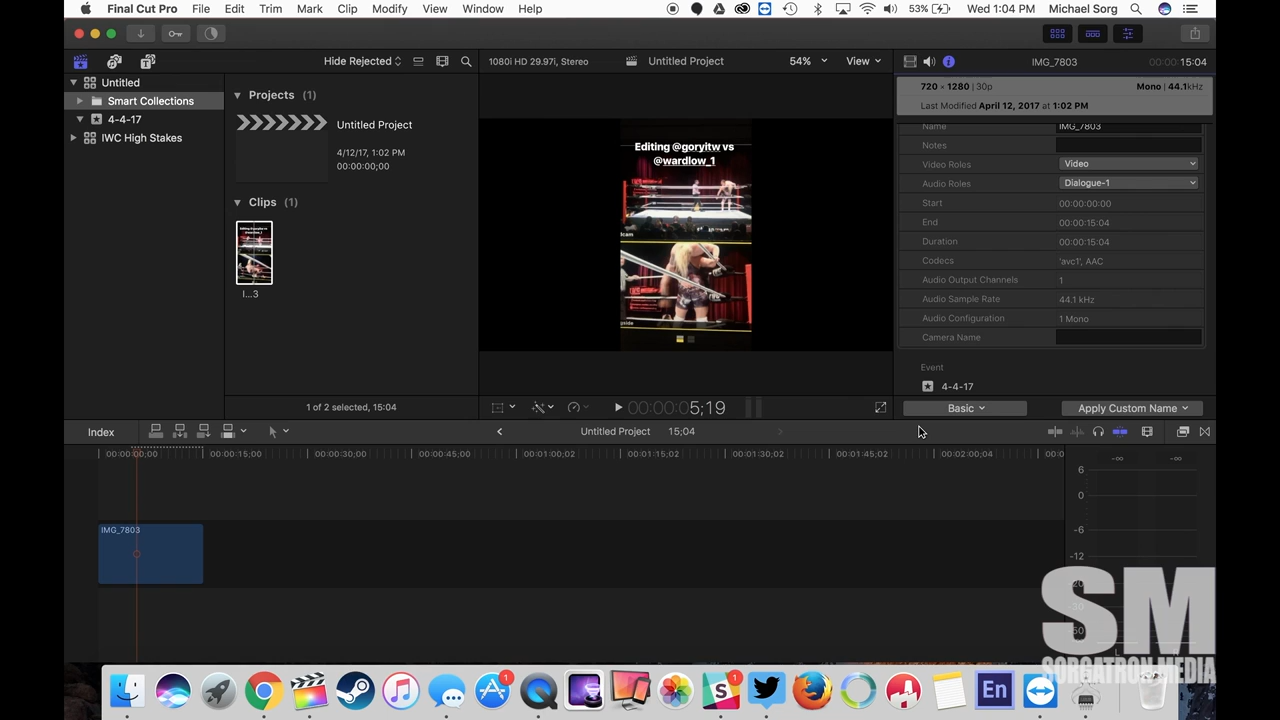 Final Cut Pro File Edit Trim Mark Clip Modify View Window Help 53% Wed 1:04 PM Michael Sorg
Hide Rejected
1080i HD 29.97i, Stereo Untitled Project 54% View
IMG_7803 00:00:15:04
Untitled
Smart Collections
4-4-17
IWC High Stakes
Projects (1)
Untitled Project
4/12/17, 1:02 PM
00:00:00;00
Clips (1)
I...3
1 of 2 selected, 15:04
Editing @goryitw vs
@wardlow_1
00:00:05;19
720 × 1280 | 30p Mono | 44.1kHz
Last Modified April 12, 2017 at 1:02 PM
Name IMG_7803
Notes
Video Roles Video
Audio Roles Dialogue-1
Start 00:00:00:00
End 00:00:15:04
Duration 00:00:15:04
Codecs 'avc1', AAC
Audio Output Channels 1
Audio Sample Rate 44.1 kHz
Audio Configuration 1 Mono
Camera Name
Event
4-4-17
Basic Apply Custom Name
Index Untitled Project 15:04
00:00:00;00 00:00:15;00 00:00:30;00 00:00:45;00 00:01:00;02 00:01:15;02 00:01:30;02 00:01:45;02 00:02:00;04 00:0
IMG_7803
-∞ -∞
6
0
-6
-12
SM
SORGATRON MEDIA
1
1
En